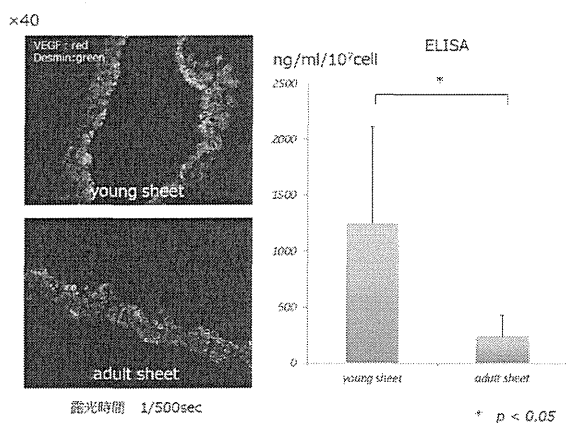 ×40
VEGF : red
Desmin:green
young sheet
adult sheet
露光時間 1/500sec
ELISA
ng/ml/10⁷cell
*
2500
2000
1500
1000
500
0
young sheet
adult sheet
* p < 0.05